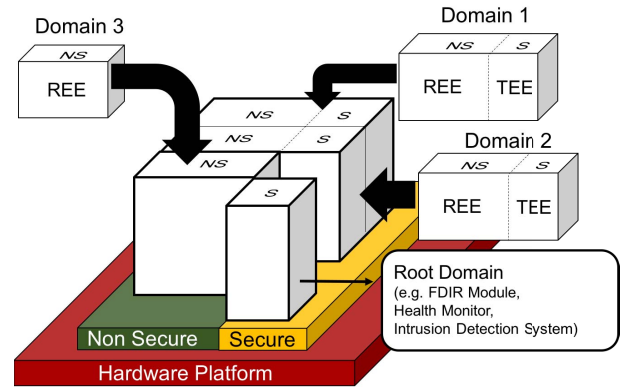 Domain 3
NS
REE
Domain 1
NS
S
REE
TEE
Domain 2
NS
S
REE
TEE
NS
S
NS
S
NS
S
Root Domain
(e.g. FDIR Module,
Health Monitor,
Intrusion Detection System)
Non Secure
Secure
Hardware Platform